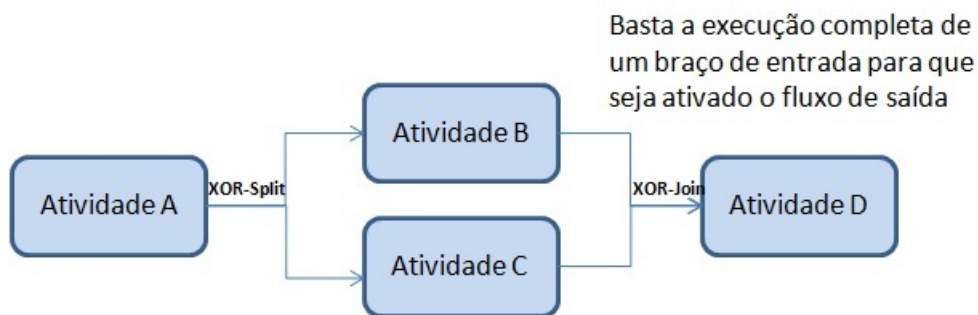 Basta a execução completa de
um braço de entrada para que
seja ativado o fluxo de saída
Atividade B
Atividade A
XOR-Split
XOR-Join
Atividade D
Atividade C